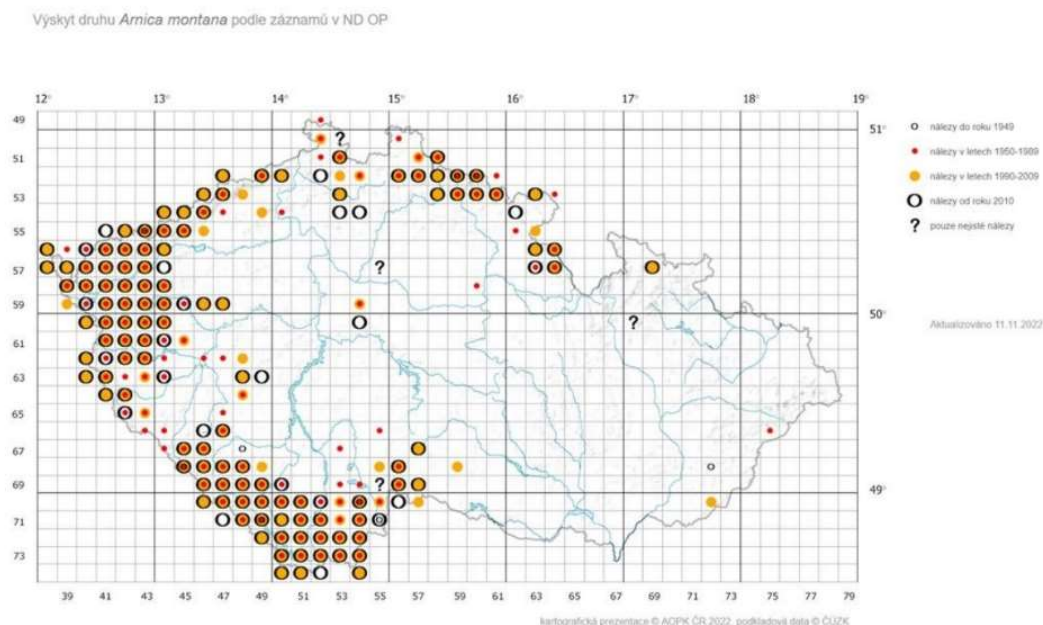 Výskyt druhu Arnica montana podle záznamů v ND OP
12° 13° 14° 15° 16° 17° 18° 19°
49
51° nálezy do roku 1949
51 nálezy v letech 1950-1989
53 nálezy v letech 1990-2009
nálezy od roku 2010
55 ? pouze nejisté nálezy
57
59
50°
Aktualizováno 11.11.2022
61
63
65
67
69
49°
71
73
39 41 43 45 47 49 51 53 55 57 59 61 63 65 67 69 71 73 75 77 79
kartografická prezentace © AOPK ČR 2022, podkladová data © ČÚZK